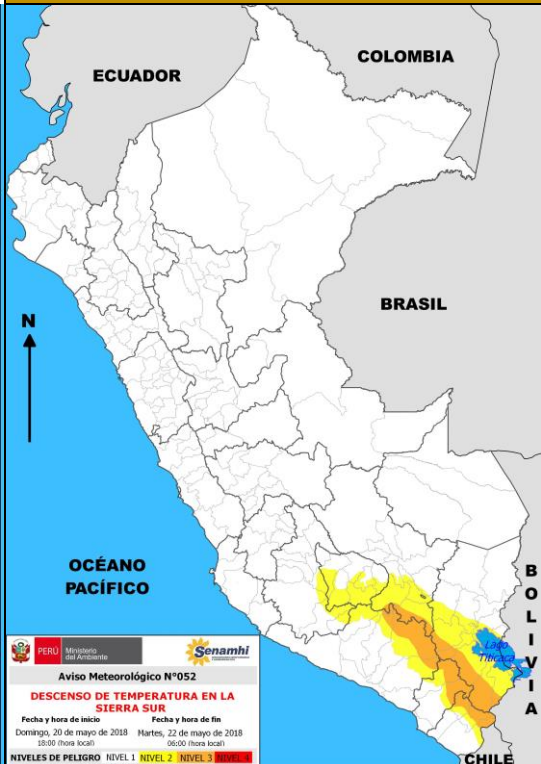 COLOMBIA
ECUADOR
BRASIL
N
OCÉANO
PACÍFICO
BOLIVIA
Lago
Titicaca
CHILE
PERÚ Ministerio
del Ambiente
Senamhi
Aviso Meteorológico N°052
DESCENSO DE TEMPERATURA EN LA
SIERRA SUR
Fecha y hora de inicio Fecha y hora de fin
Domingo, 20 de mayo de 2018 Martes, 22 de mayo de 2018
18:00 (hora local) 06:00 (hora local)
NIVELES DE PELIGRO NIVEL 1 NIVEL 2 NIVEL 3 NIVEL 4